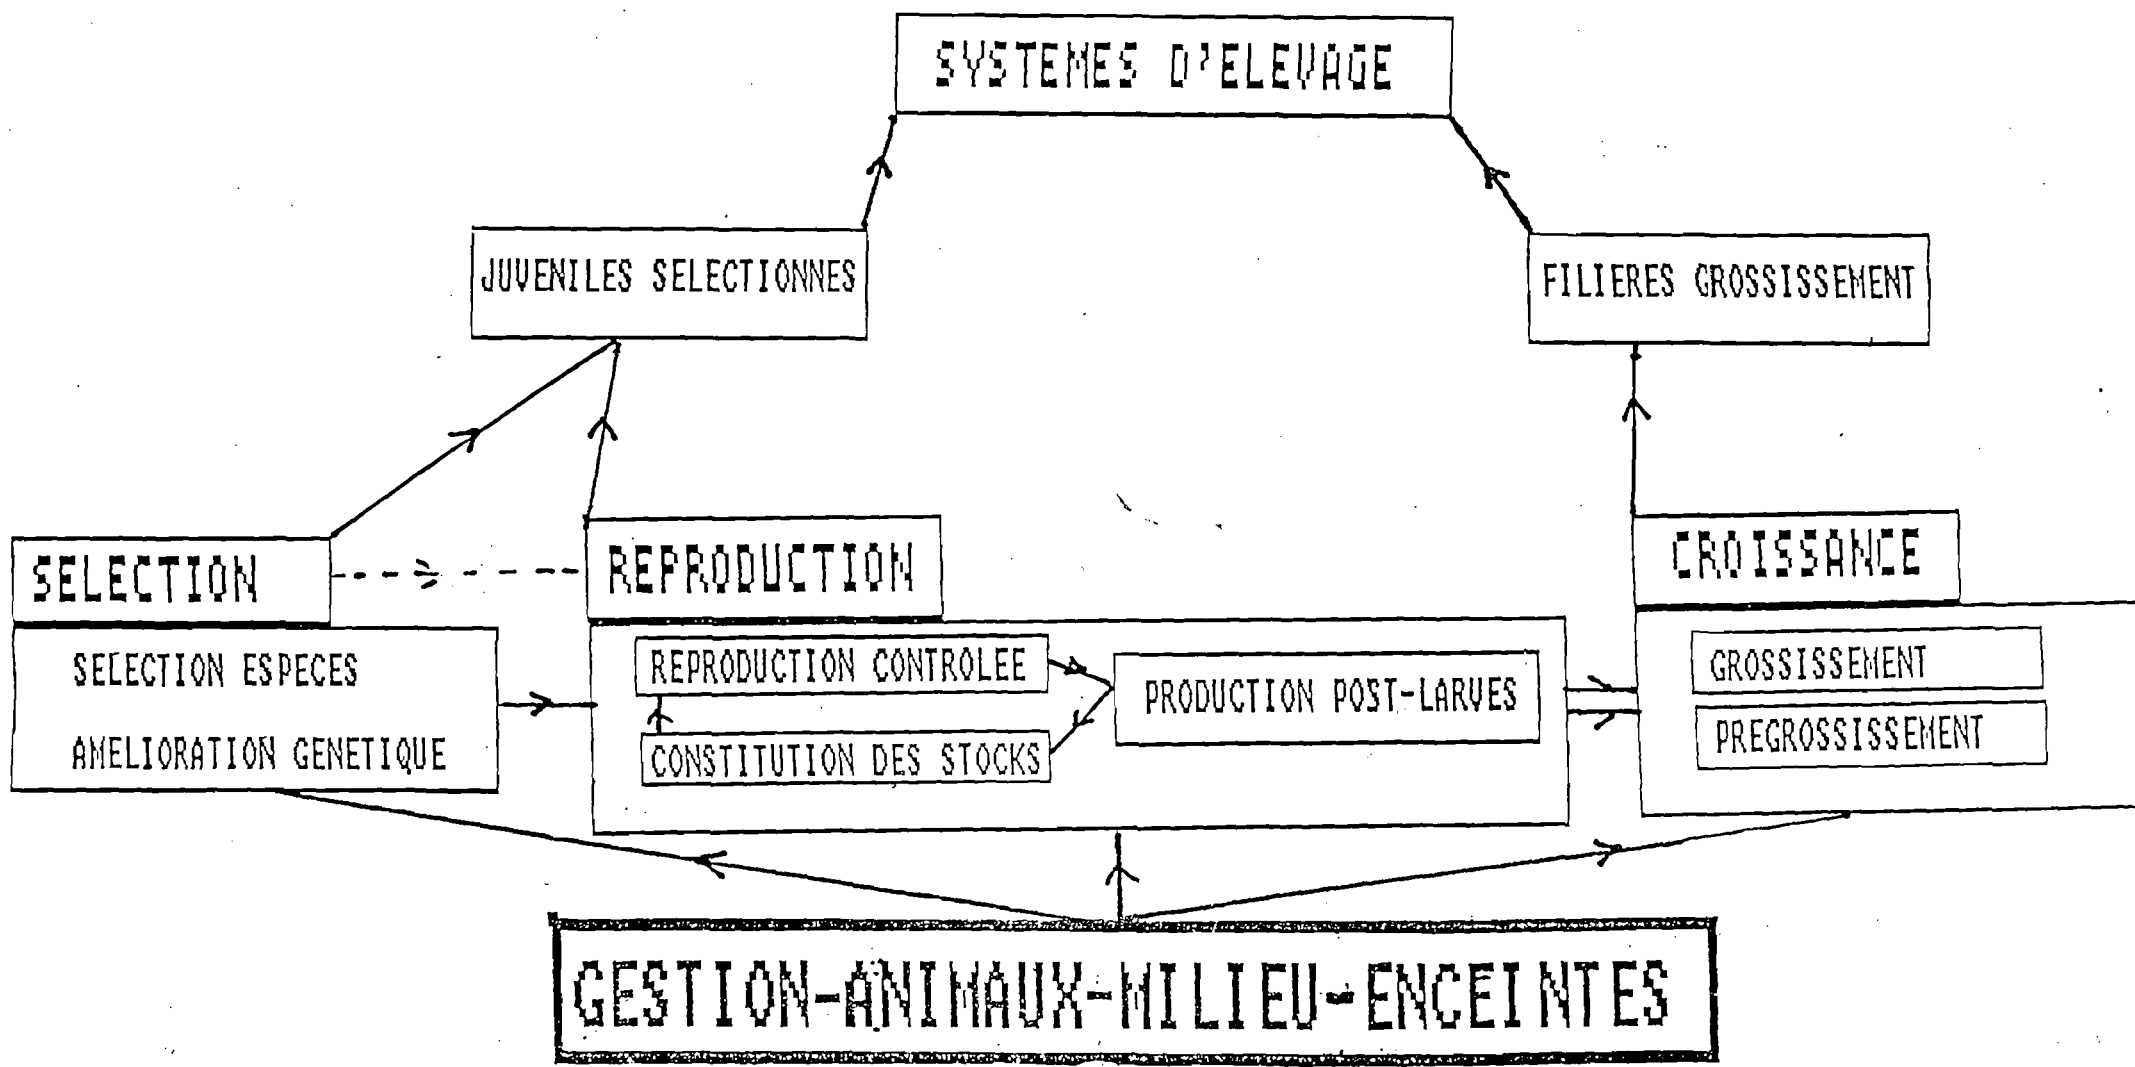 SYSTEMES D'ELEVAGE
JUVENILES SELECTIONNES
FILIERES GROSSISSEMENT
SELECTION
REPRODUCTION
CROISSANCE
SELECTION ESPECES
AMELIORATION GENETIQUE
REPRODUCTION CONTROLEE
CONSTITUTION DES STOCKS
PRODUCTION POST-LARVES
GROSSISSEMENT
PREGROSSISSEMENT
GESTION-ANIMAUX-MILIEU-ENCEINTES